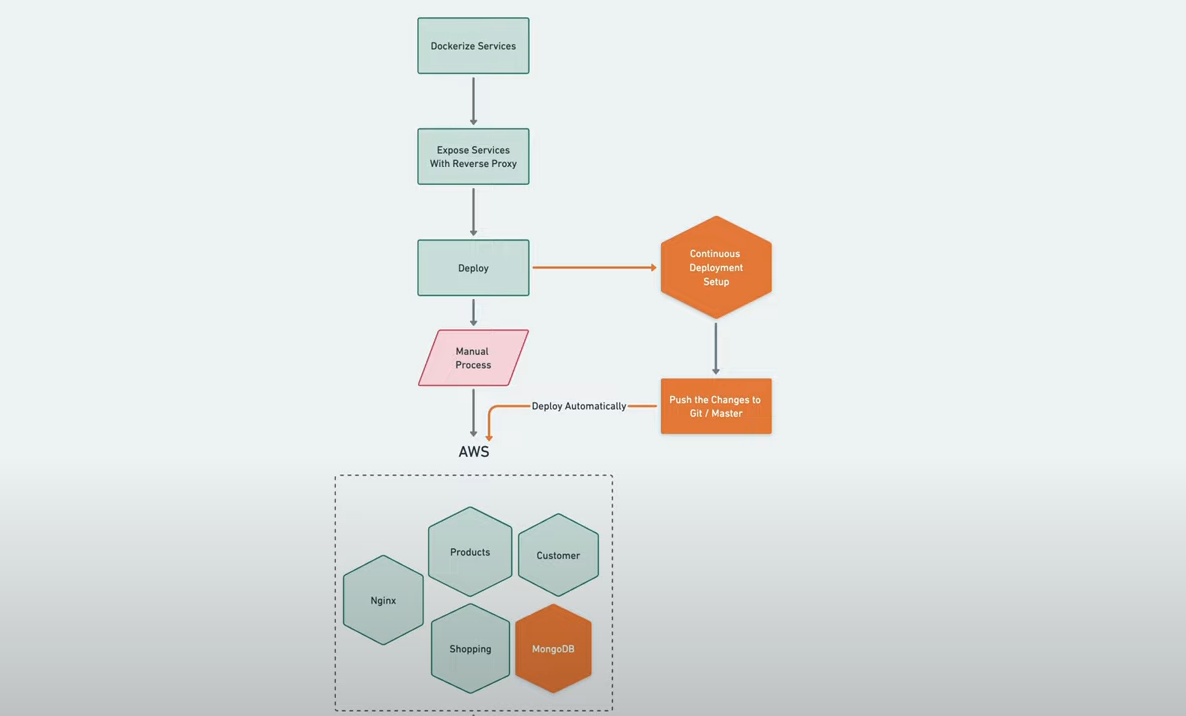 Dockerize Services
Expose Services
With Reverse Proxy
Deploy
Continuous
Deployment
Setup
Manual
Process
Push the Changes to
Git / Master
Deploy Automatically
AWS
Products
Customer
Nginx
Shopping
MongoDB